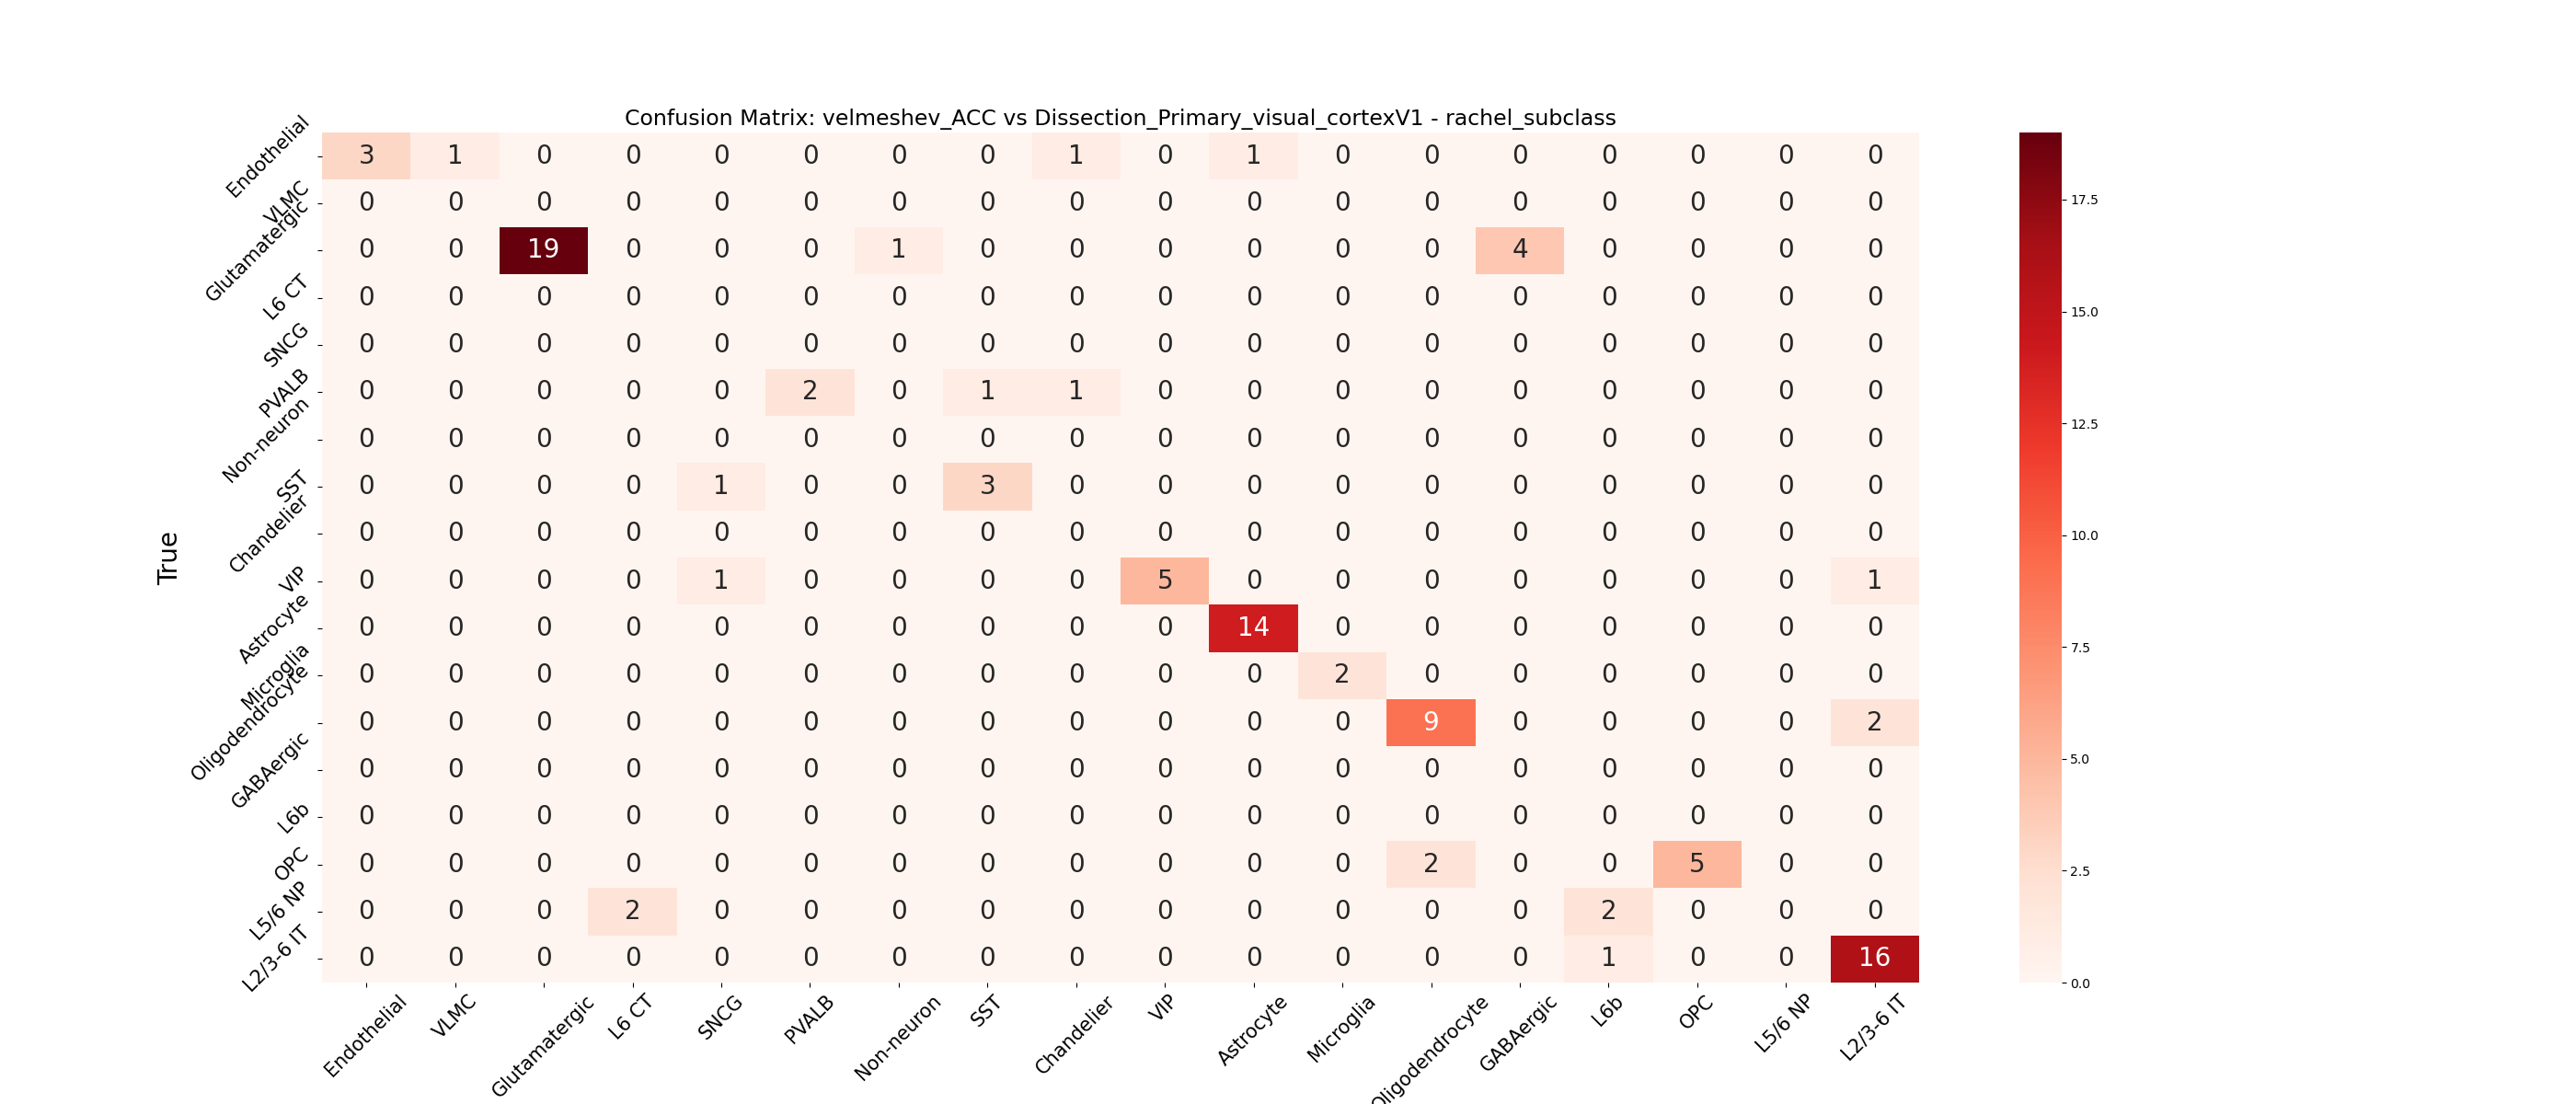 Confusion Matrix: velmeshev_ACC vs Dissection_Primary_visual_cortexV1 - rachel_subclass
True
Endothelial 3 1 0 0 0 0 0 0 1 0 1 0 0 0 0 0 0 0
VLMC 0 0 0 0 0 0 0 0 0 0 0 0 0 0 0 0 0 0
Glutamatergic 0 0 19 0 0 0 1 0 0 0 0 0 0 4 0 0 0 0
L6 CT 0 0 0 0 0 0 0 0 0 0 0 0 0 0 0 0 0 0
SNCG 0 0 0 0 0 0 0 0 0 0 0 0 0 0 0 0 0 0
PVALB 0 0 0 0 0 2 0 1 1 0 0 0 0 0 0 0 0 0
Non-neuron 0 0 0 0 0 0 0 0 0 0 0 0 0 0 0 0 0 0
SST 0 0 0 0 1 0 0 3 0 0 0 0 0 0 0 0 0 0
Chandelier 0 0 0 0 0 0 0 0 0 0 0 0 0 0 0 0 0 0
VIP 0 0 0 0 1 0 0 0 0 5 0 0 0 0 0 0 0 1
Astrocyte 0 0 0 0 0 0 0 0 0 0 14 0 0 0 0 0 0 0
Microglia 0 0 0 0 0 0 0 0 0 0 0 2 0 0 0 0 0 0
Oligodendrocyte 0 0 0 0 0 0 0 0 0 0 0 0 9 0 0 0 0 2
GABAergic 0 0 0 0 0 0 0 0 0 0 0 0 0 0 0 0 0 0
L6b 0 0 0 0 0 0 0 0 0 0 0 0 0 0 0 0 0 0
OPC 0 0 0 0 0 0 0 0 0 0 0 0 2 0 0 5 0 0
L5/6 NP 0 0 0 2 0 0 0 0 0 0 0 0 0 0 2 0 0 0
L2/3-6 IT 0 0 0 0 0 0 0 0 0 0 0 0 0 0 1 0 0 16
Endothelial VLMC Glutamatergic L6 CT SNCG PVALB Non-neuron SST Chandelier VIP Astrocyte Microglia Oligodendrocyte GABAergic L6b OPC L5/6 NP L2/3-6 IT
17.5
15.0
12.5
10.0
7.5
5.0
2.5
0.0